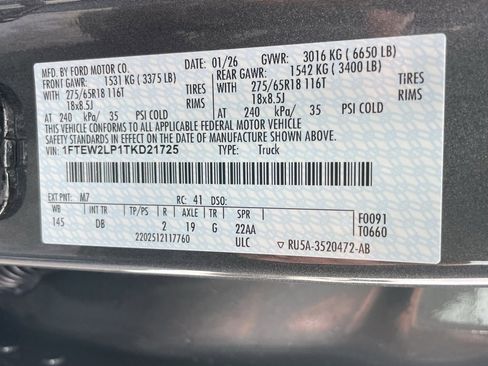 MFD. BY FORD MOTOR CO. 01/26 GVWR: 3016 KG ( 6650 LB)
FRONT GAWR: 1531 KG ( 3375 LB) REAR GAWR: 1542 KG ( 3400 LB)
WITH 275/65R18 116T TIRES WITH 275/65R18 116T TIRES
18x8.5J RIMS 18x8.5J RIMS
AT 240 kPa/ 35 PSI COLD AT 240 kPa/ 35 PSI COLD
THIS VEHICLE CONFORMS TO ALL APPLICABLE FEDERAL MOTOR VEHICLE
SAFETY STANDARDS IN EFFECT ON THE DATE OF MANUFACTURE SHOWN ABOVE.
VIN: 1FTEW2LP1TKD21725 TYPE: Truck
EXT PNT: M7 RC: 41 DSO:
WB INT TR TP/PS R AXLE TR SPR F0091
145 DB 2 19 G 22AA T0660
220251211760 ULC RU5A-3520472-AB